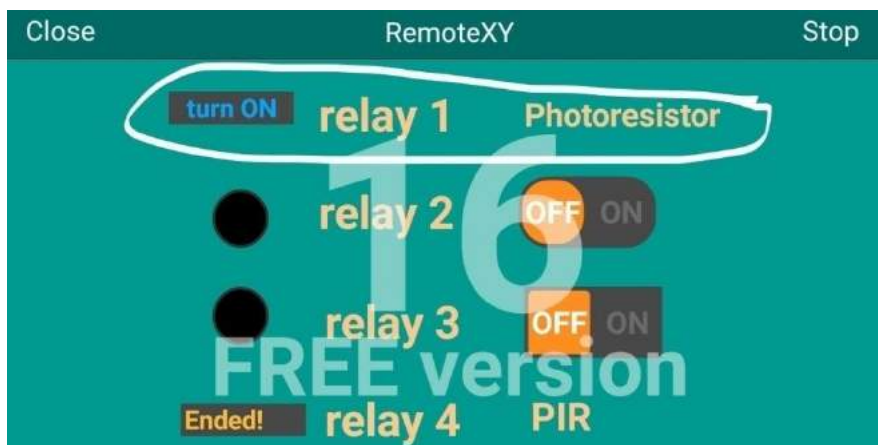 Close RemoteXY Stop
turn ON relay 1 Photoresistor
16
relay 2 OFF ON
relay 3 OFF ON
FREE version
Ended! relay 4 PIR